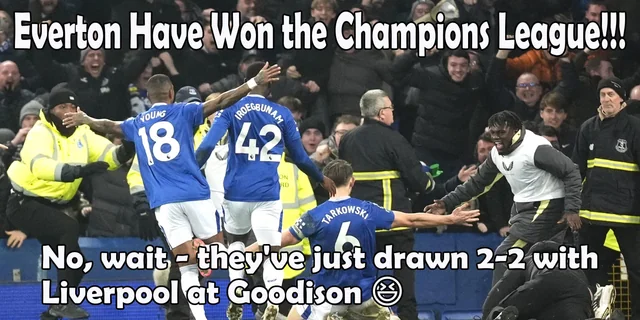 Everton Have Won the Champions League!!!
YOUNG
18
IROEGBUNAM
42
TARKOWSKI
6
No, wait - they've just drawn 2-2 with
Liverpool at Goodison 😆